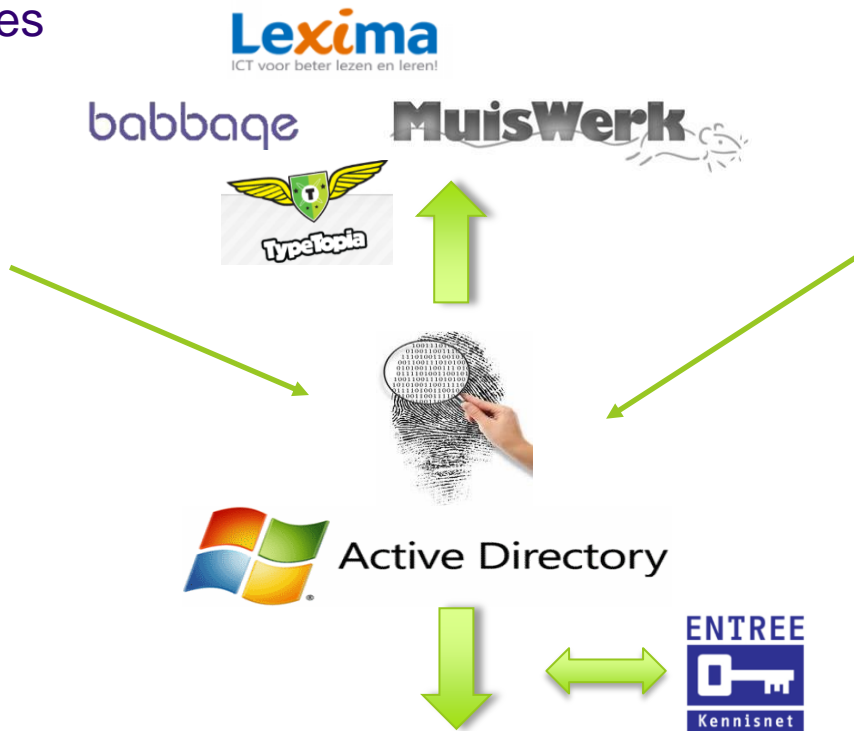 es
Lexima
ICT voor beter lezen en leren!
babbage
MuisWerk
T
TypeTopia
Active Directory
®
ENTREE
Kennisnet